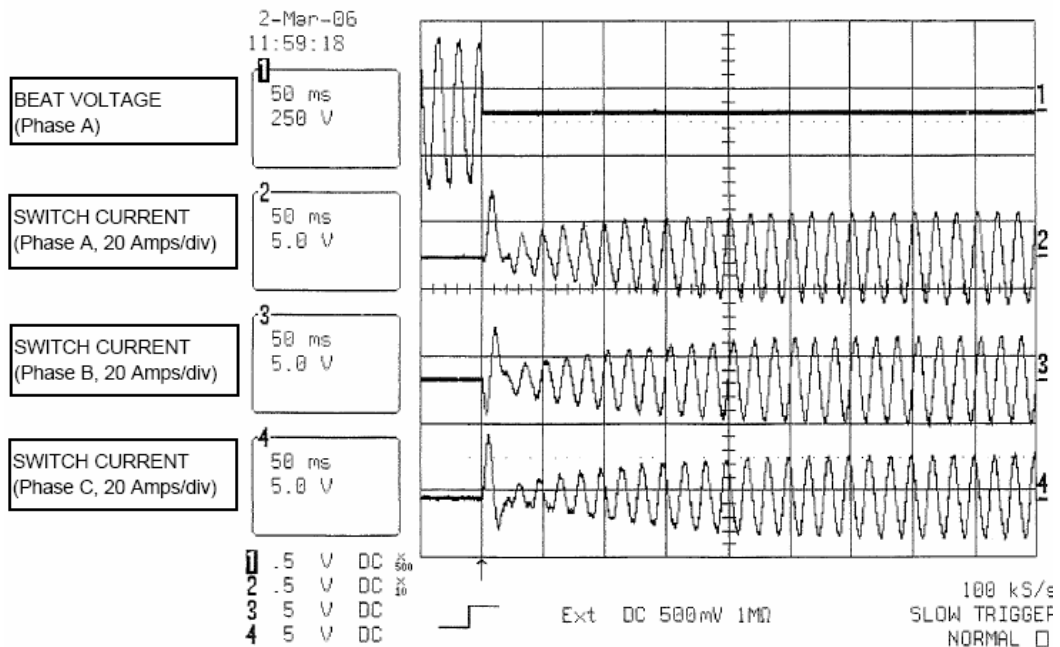 2-Mar-06
11:59:18
BEAT VOLTAGE
(Phase A)
1
50 ms
250 V
1
SWITCH CURRENT
(Phase A, 20 Amps/div)
2
50 ms
5.0 V
2
SWITCH CURRENT
(Phase B, 20 Amps/div)
3
50 ms
5.0 V
3
SWITCH CURRENT
(Phase C, 20 Amps/div)
4
50 ms
5.0 V
4
1 .5 V DC X 500
2 .5 V DC X 10
3 5 V DC
4 5 V DC
Ext DC 500mV 1MΩ
100 kS/s
SLOW TRIGGER
NORMAL